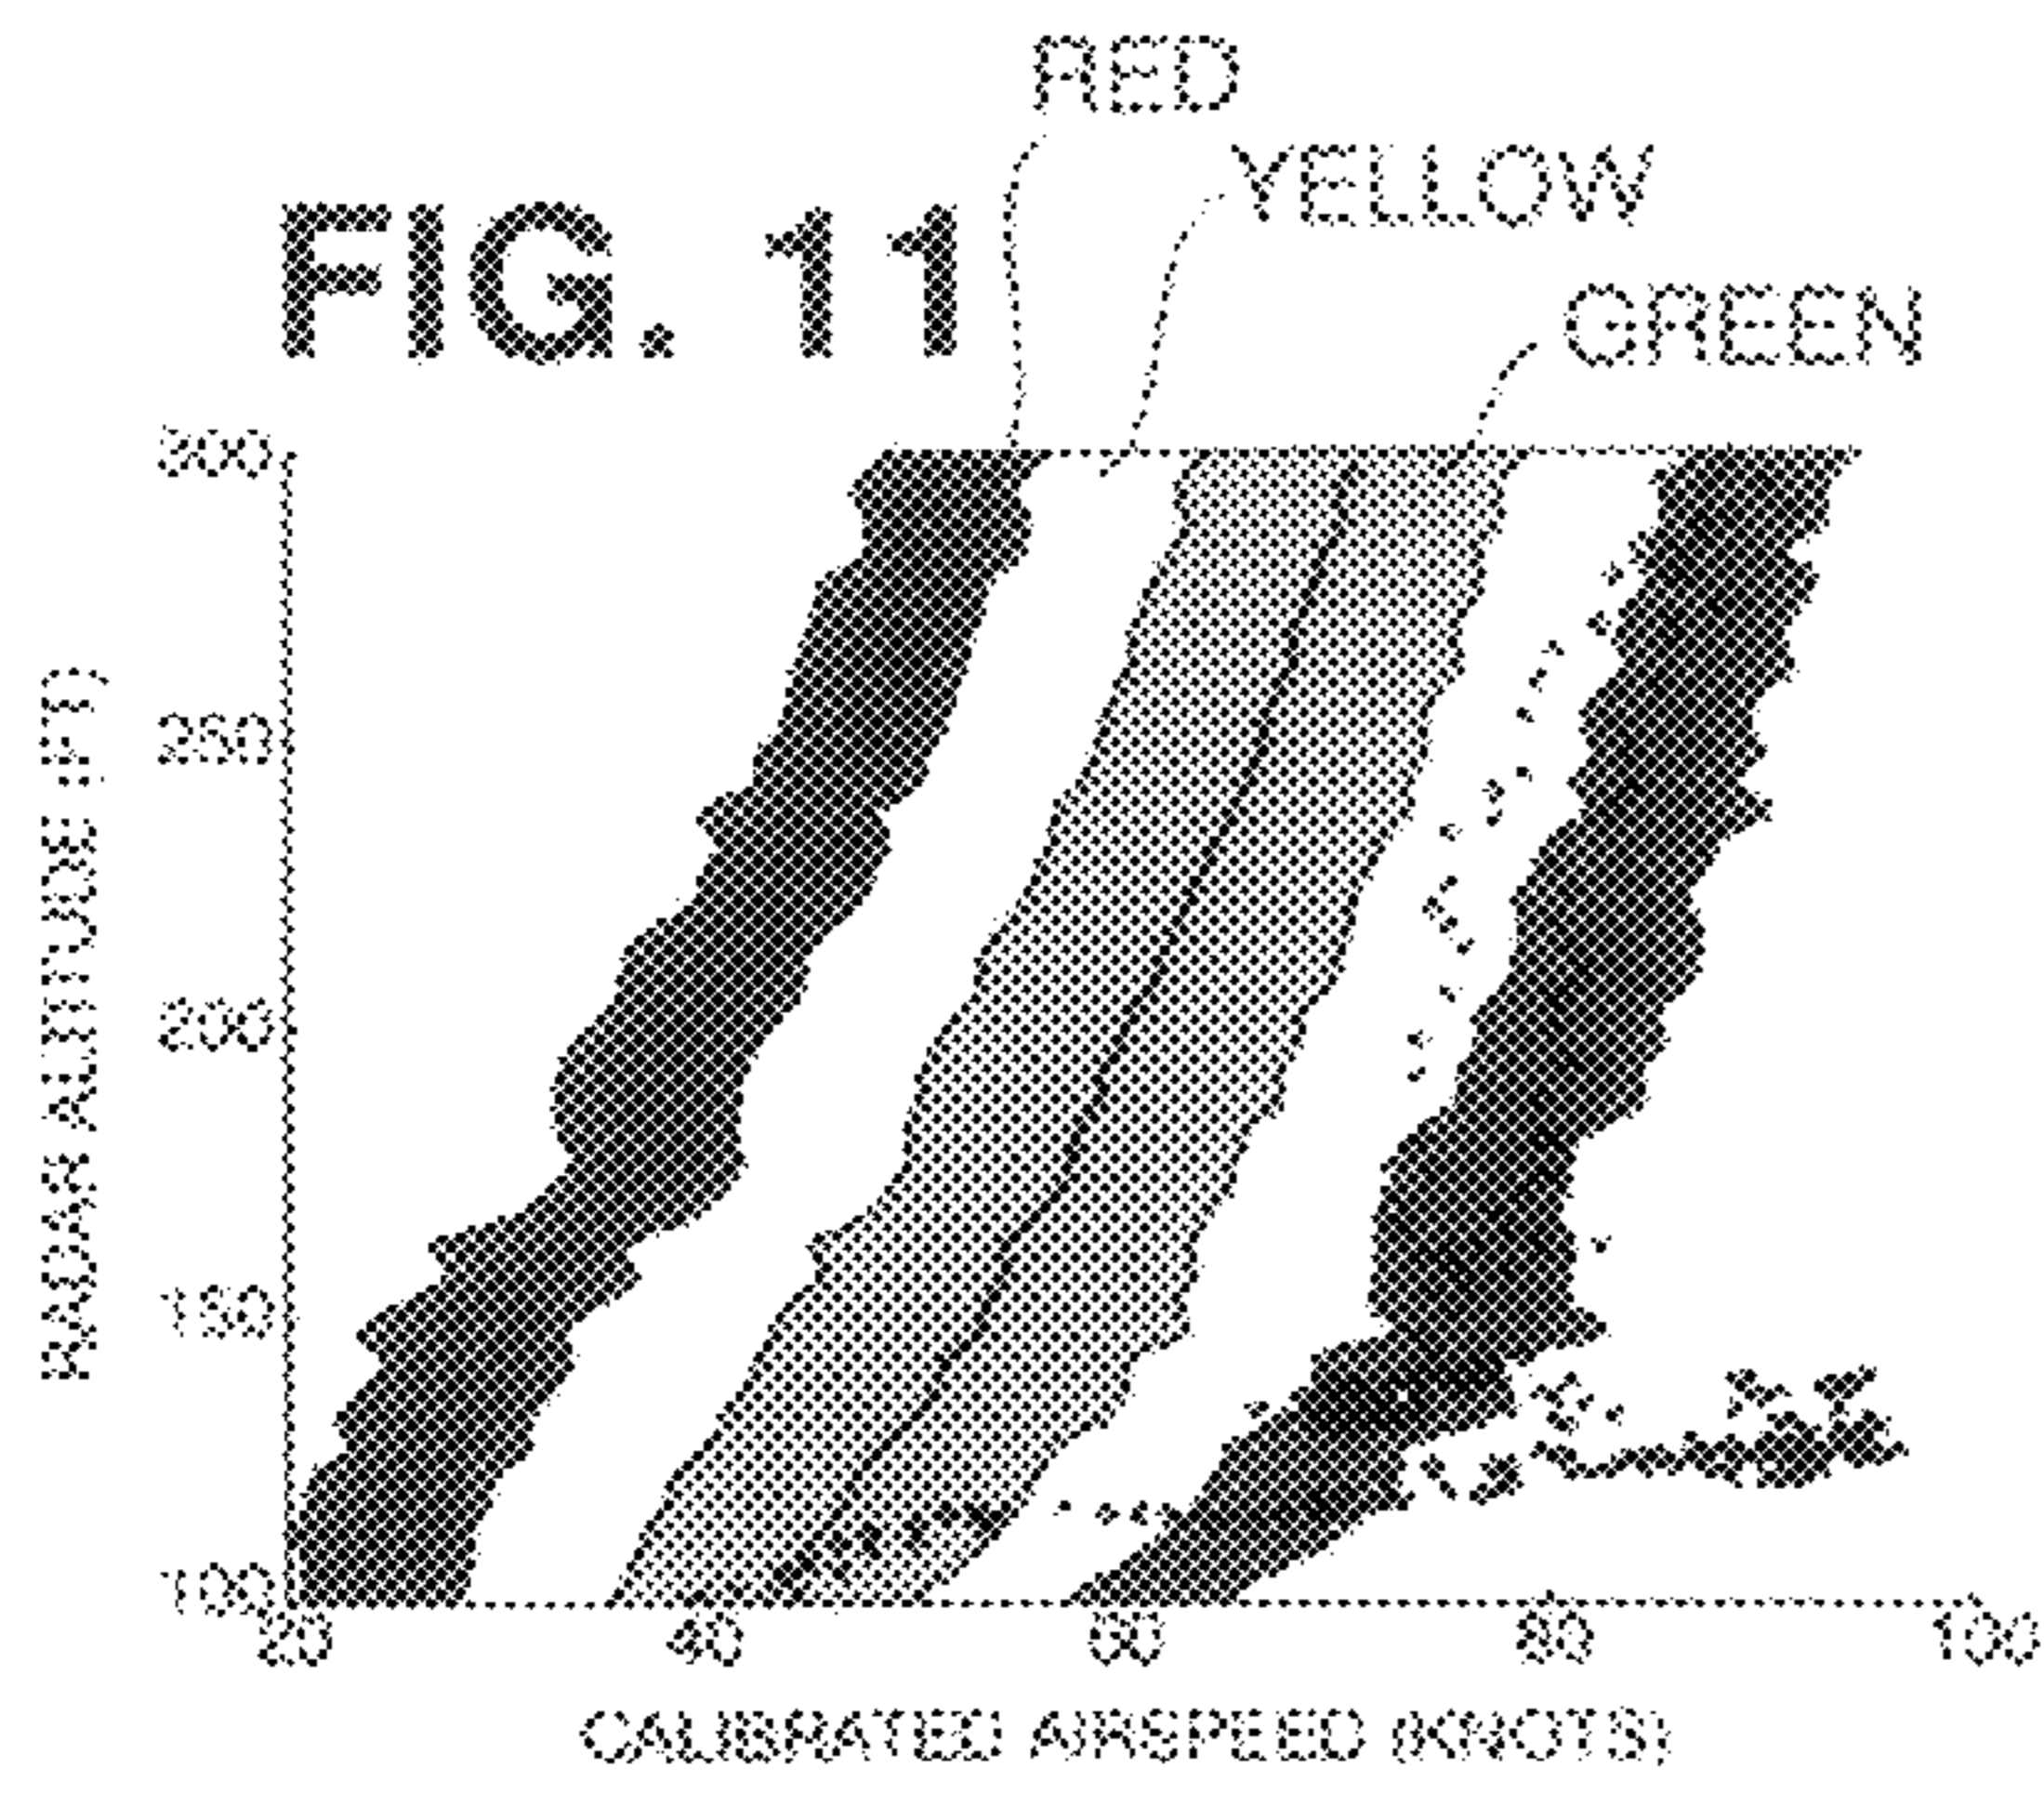 RED
YELLOW
FIG. 11
GREEN
300
250
200
150
100
RADAR ALTITUDE (FT)
20
40
60
80
100
CALIBRATED AIRSPEED (KNOTS)